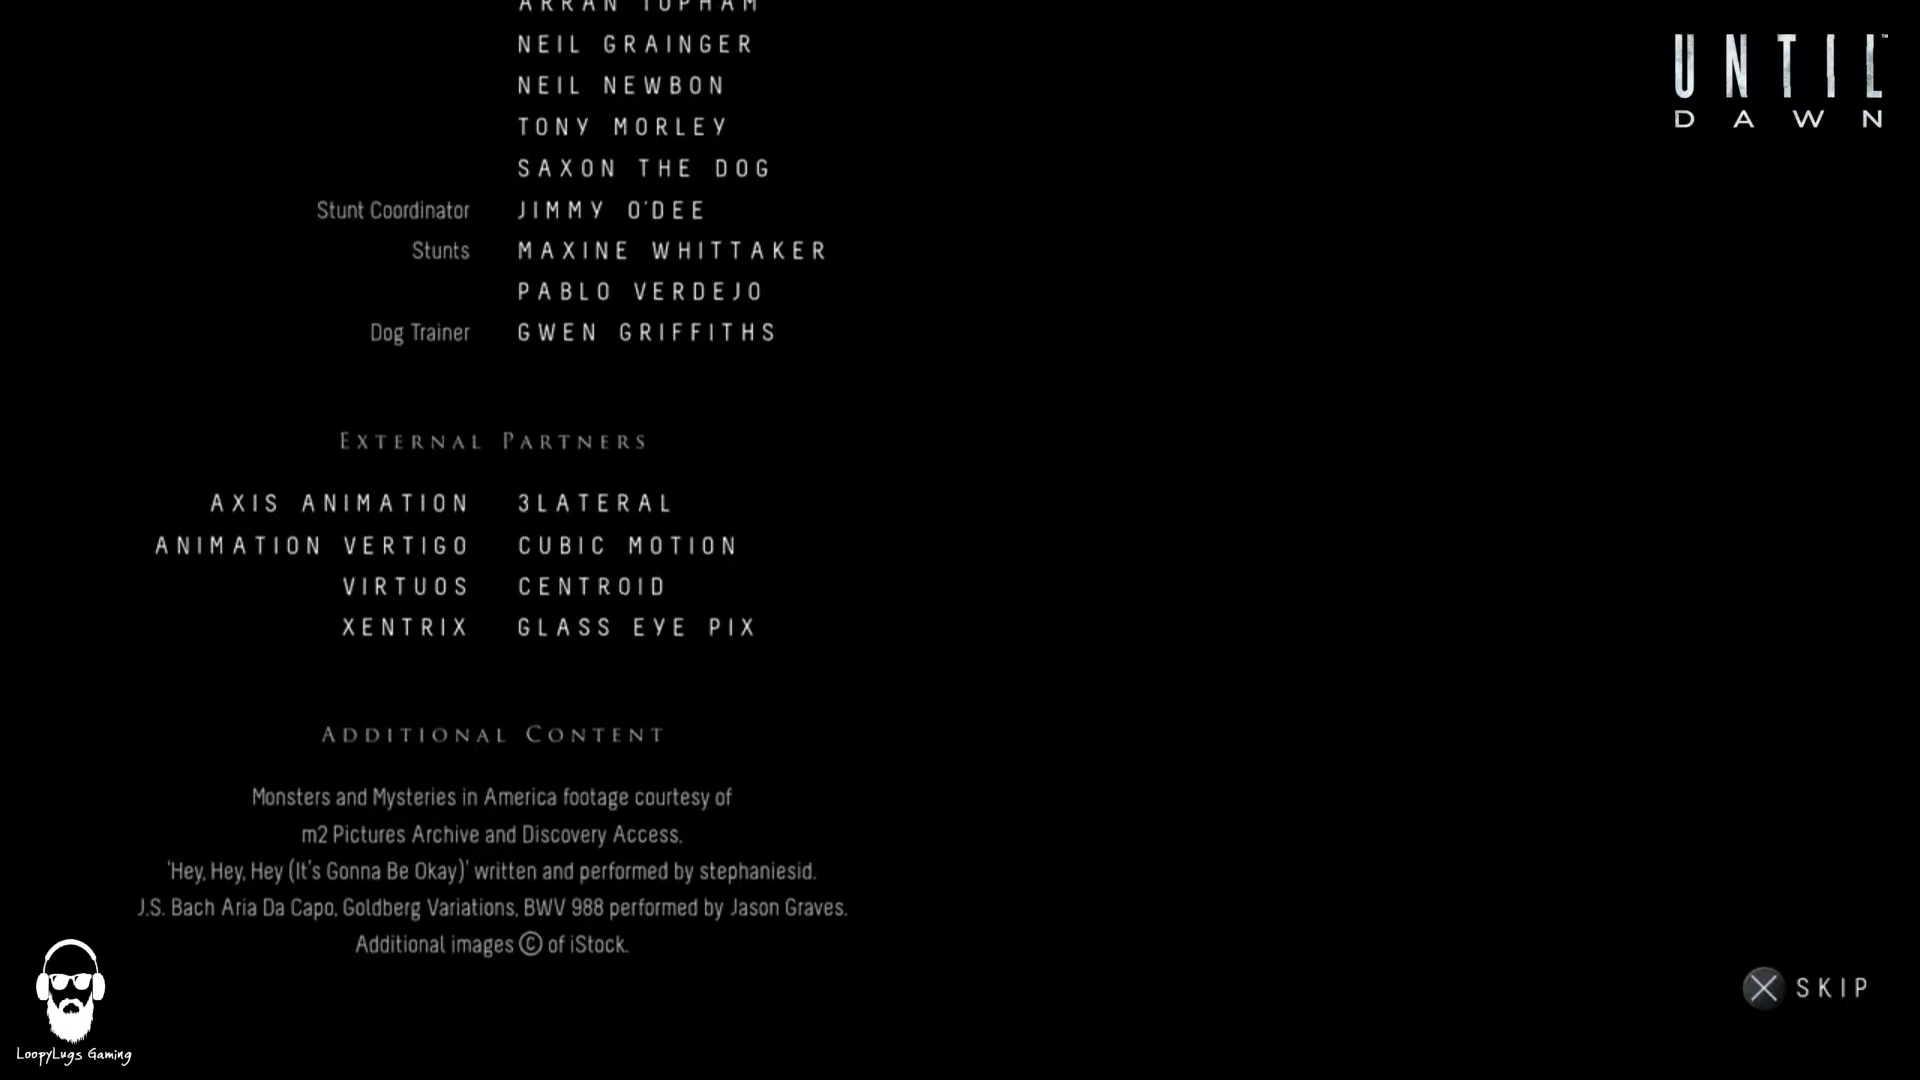 ARRAN TOPHAM
NEIL GRAINGER
NEIL NEWBON
TONY MORLEY
SAXON THE DOG
Stunt Coordinator JIMMY O'DEE
Stunts MAXINE WHITTAKER
PABLO VERDEJO
Dog Trainer GWEN GRIFFITHS
EXTERNAL PARTNERS
AXIS ANIMATION 3LATERAL
ANIMATION VERTIGO CUBIC MOTION
VIRTUOS CENTROID
XENTRIX GLASS EYE PIX
ADDITIONAL CONTENT
Monsters and Mysteries in America footage courtesy of
m2 Pictures Archive and Discovery Access.
'Hey, Hey, Hey (It's Gonna Be Okay)' written and performed by stephaniesid.
J.S. Bach Aria Da Capo, Goldberg Variations, BWV 988 performed by Jason Graves.
Additional images © of iStock.
UNTIL™
DAWN
SKIP
LoopyLugs Gaming